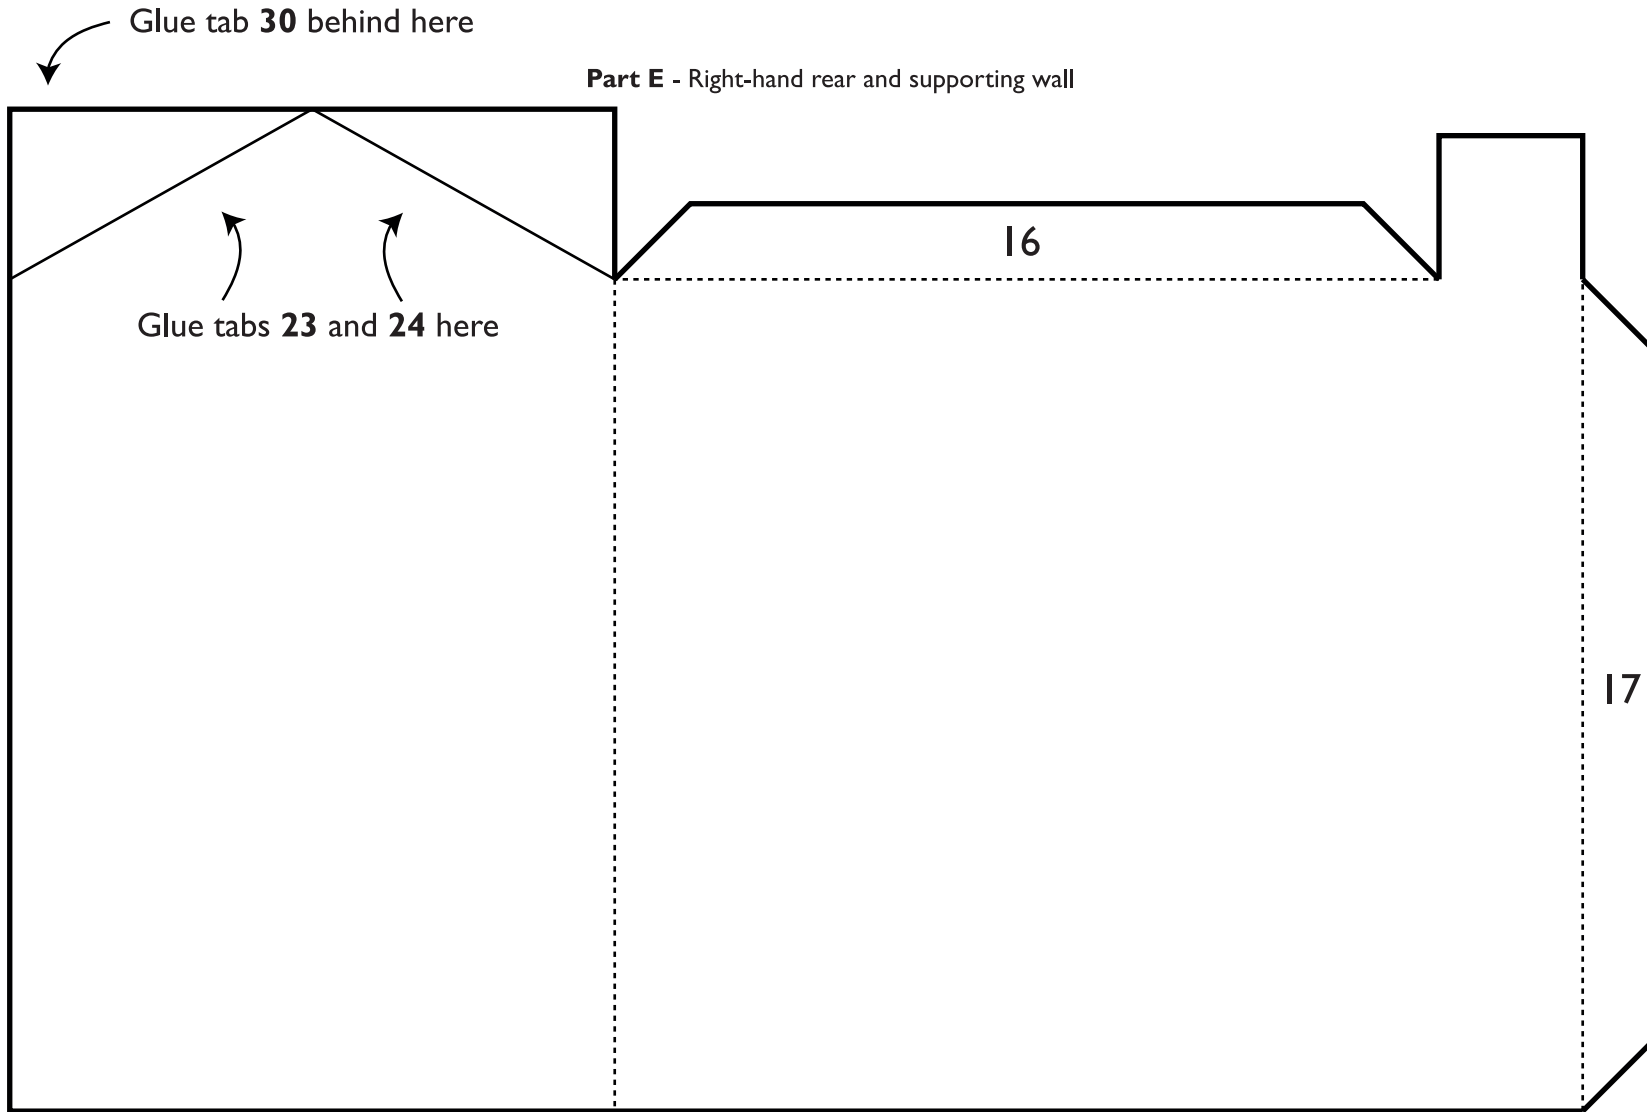 Glue tab 30 behind here
Part E - Right-hand rear and supporting wall
16
Glue tabs 23 and 24 here
17